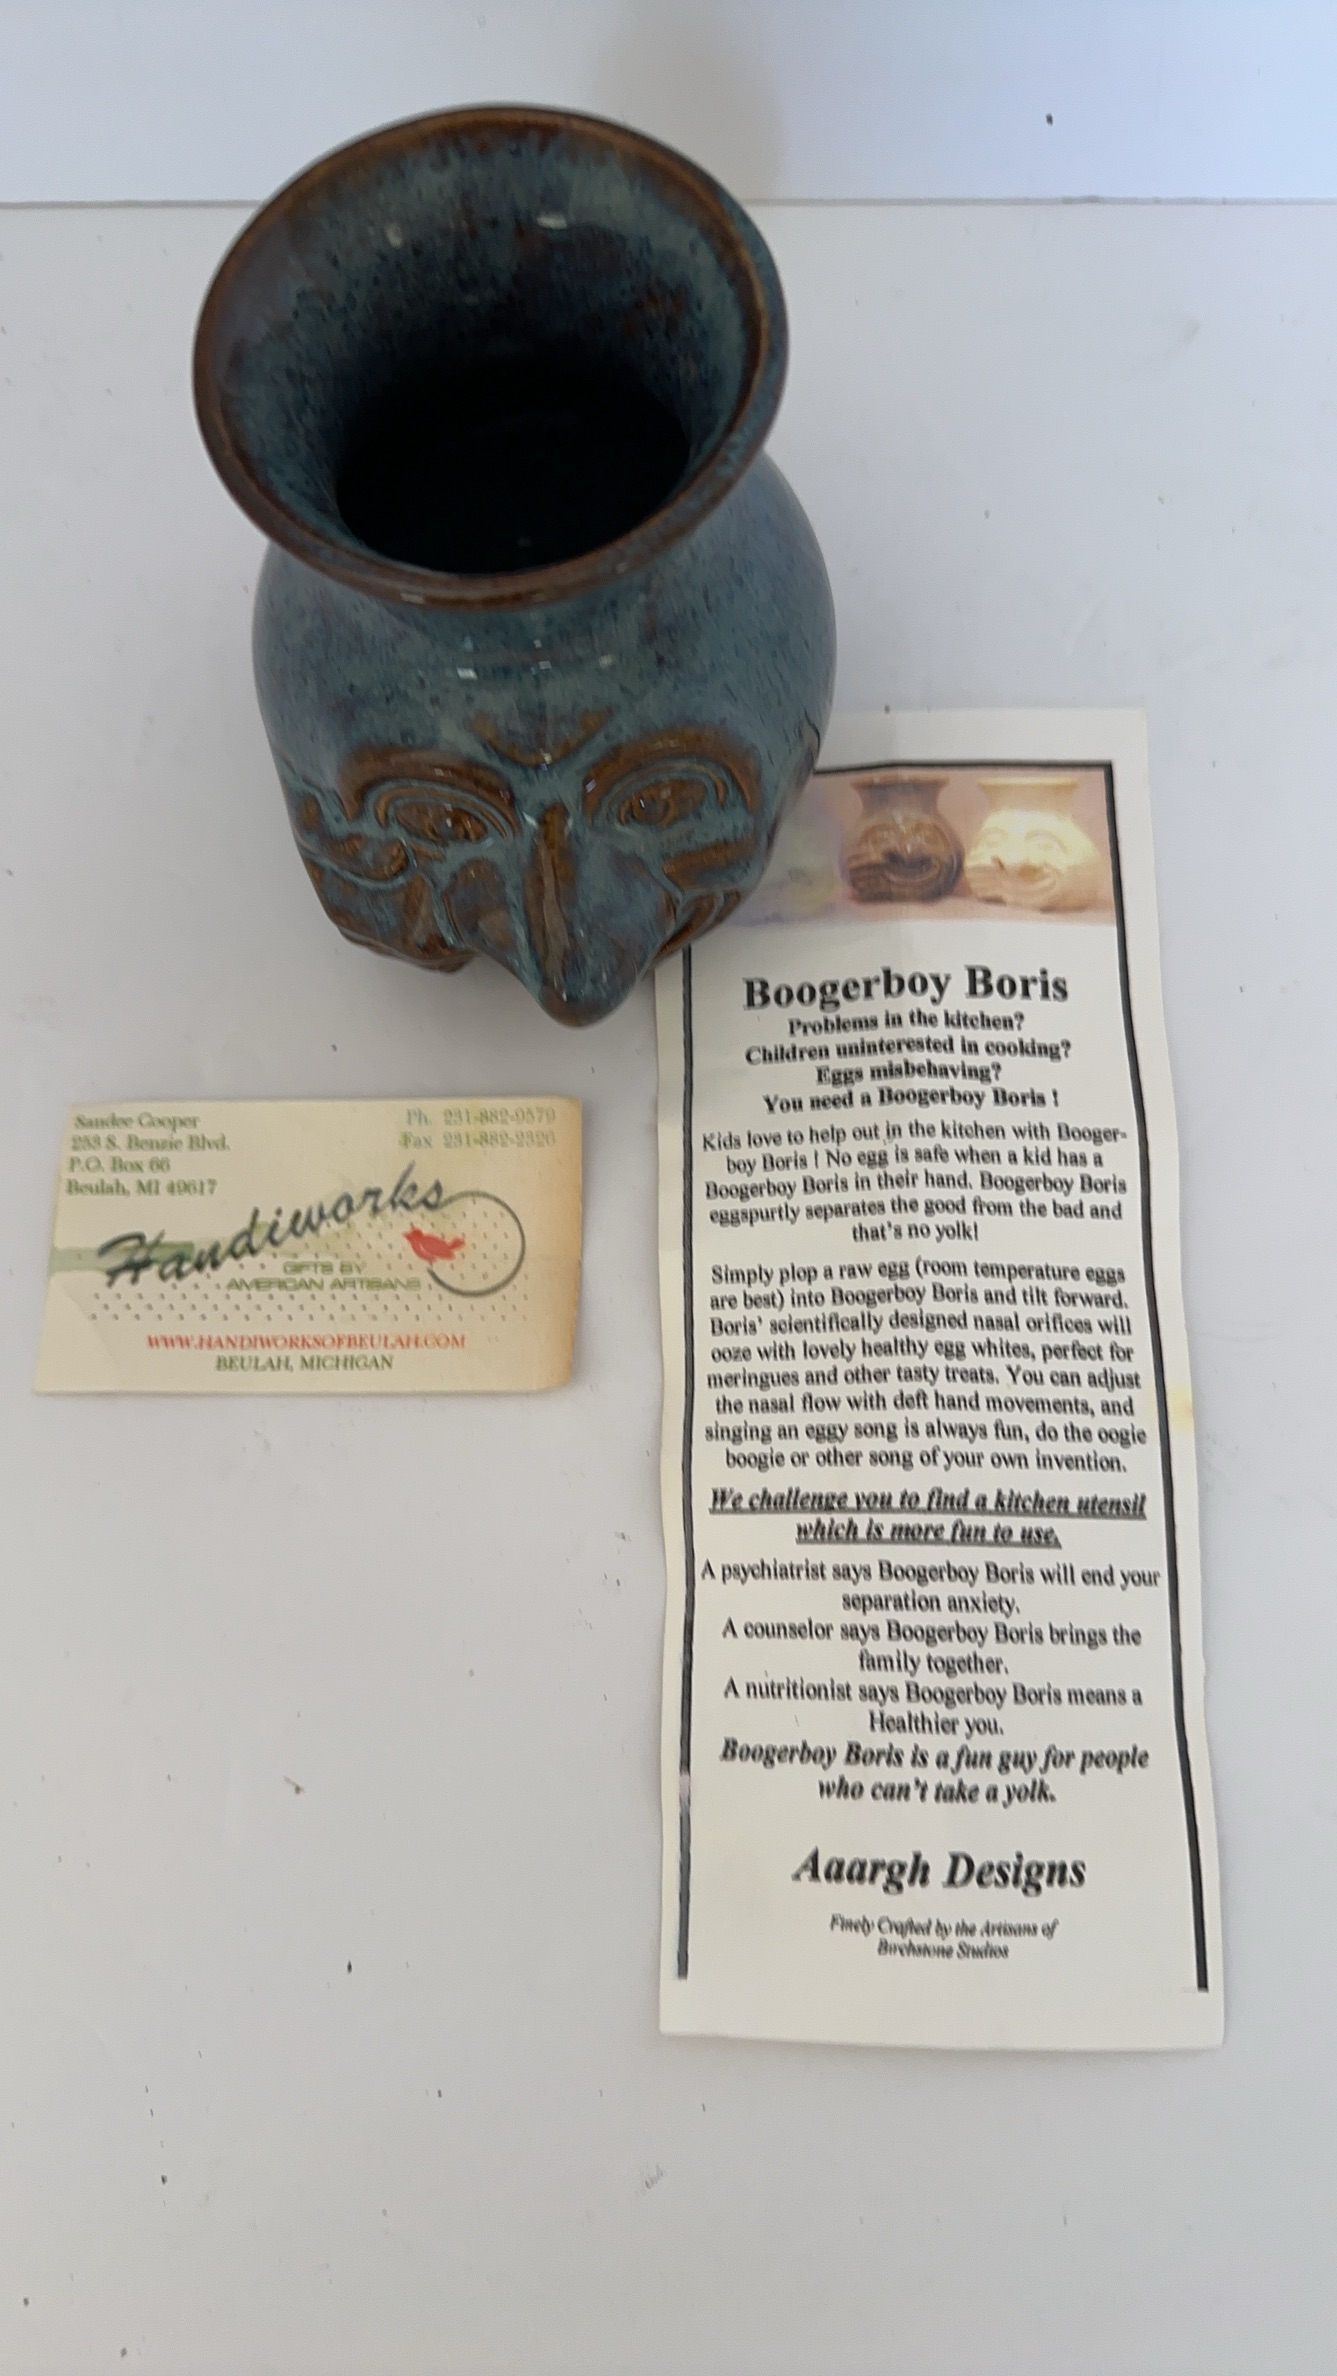 Sandee Cooper
253 S. Benzie Blvd.
P.O. Box 66
Beulah, MI 49617
Ph. 231-882-0579
Fax 231-882-2326
Handiworks
GIFTS BY
AMERICAN ARTISANS
WWW.HANDIWORKSOFBEULAH.COM
BEULAH, MICHIGAN
Boogerboy Boris
Problems in the kitchen?
Children uninterested in cooking?
Eggs misbehaving?
You need a Boogerboy Boris !
Kids love to help out in the kitchen with Booger-
boy Boris ! No egg is safe when a kid has a
Boogerboy Boris in their hand. Boogerboy Boris
eggspurtly separates the good from the bad and
that's no yolk!
Simply plop a raw egg (room temperature eggs
are best) into Boogerboy Boris and tilt forward.
Boris' scientifically designed nasal orifices will
ooze with lovely healthy egg whites, perfect for
meringues and other tasty treats. You can adjust
the nasal flow with deft hand movements, and
singing an eggy song is always fun, do the oogie
boogie or other song of your own invention.
We challenge you to find a kitchen utensil
which is more fun to use.
A psychiatrist says Boogerboy Boris will end your
separation anxiety.
A counselor says Boogerboy Boris brings the
family together.
A nutritionist says Boogerboy Boris means a
Healthier you.
Boogerboy Boris is a fun guy for people
who can't take a yolk.
Aaargh Designs
Finely Crafted by the Artisans of
Birchstone Studios